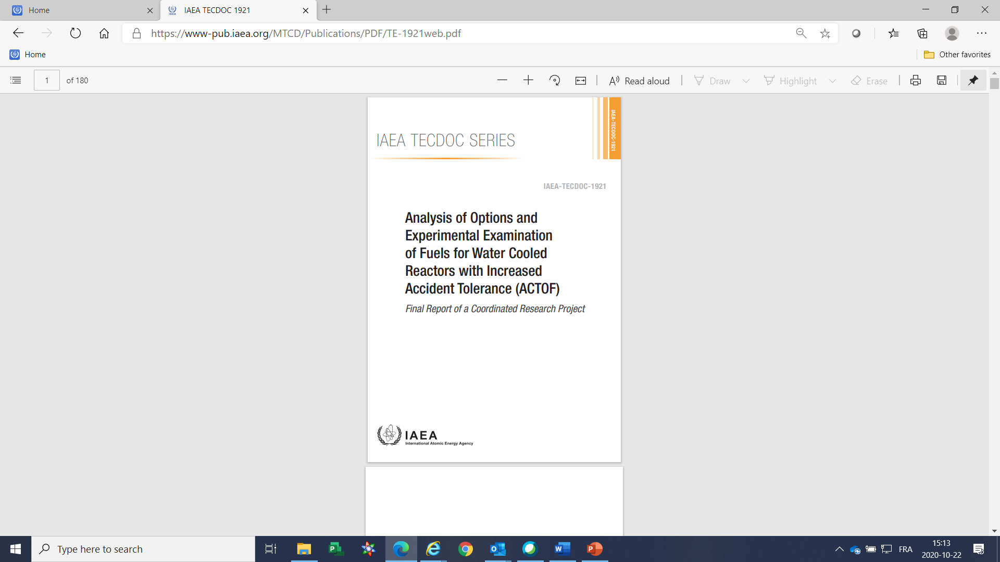 Home
IAEA TECDOC 1921
https://www-pub.iaea.org/MTCD/Publications/PDF/TE-1921web.pdf
Home
Other favorites
1 of 180
Read aloud
Draw
Highlight
Erase
IAEA-TECDOC-1921
IAEA TECDOC SERIES
IAEA-TECDOC-1921
Analysis of Options and
Experimental Examination
of Fuels for Water Cooled
Reactors with Increased
Accident Tolerance (ACTOF)
Final Report of a Coordinated Research Project
IAEA
International Atomic Energy Agency
Type here to search
FRA
15:13
2020-10-22